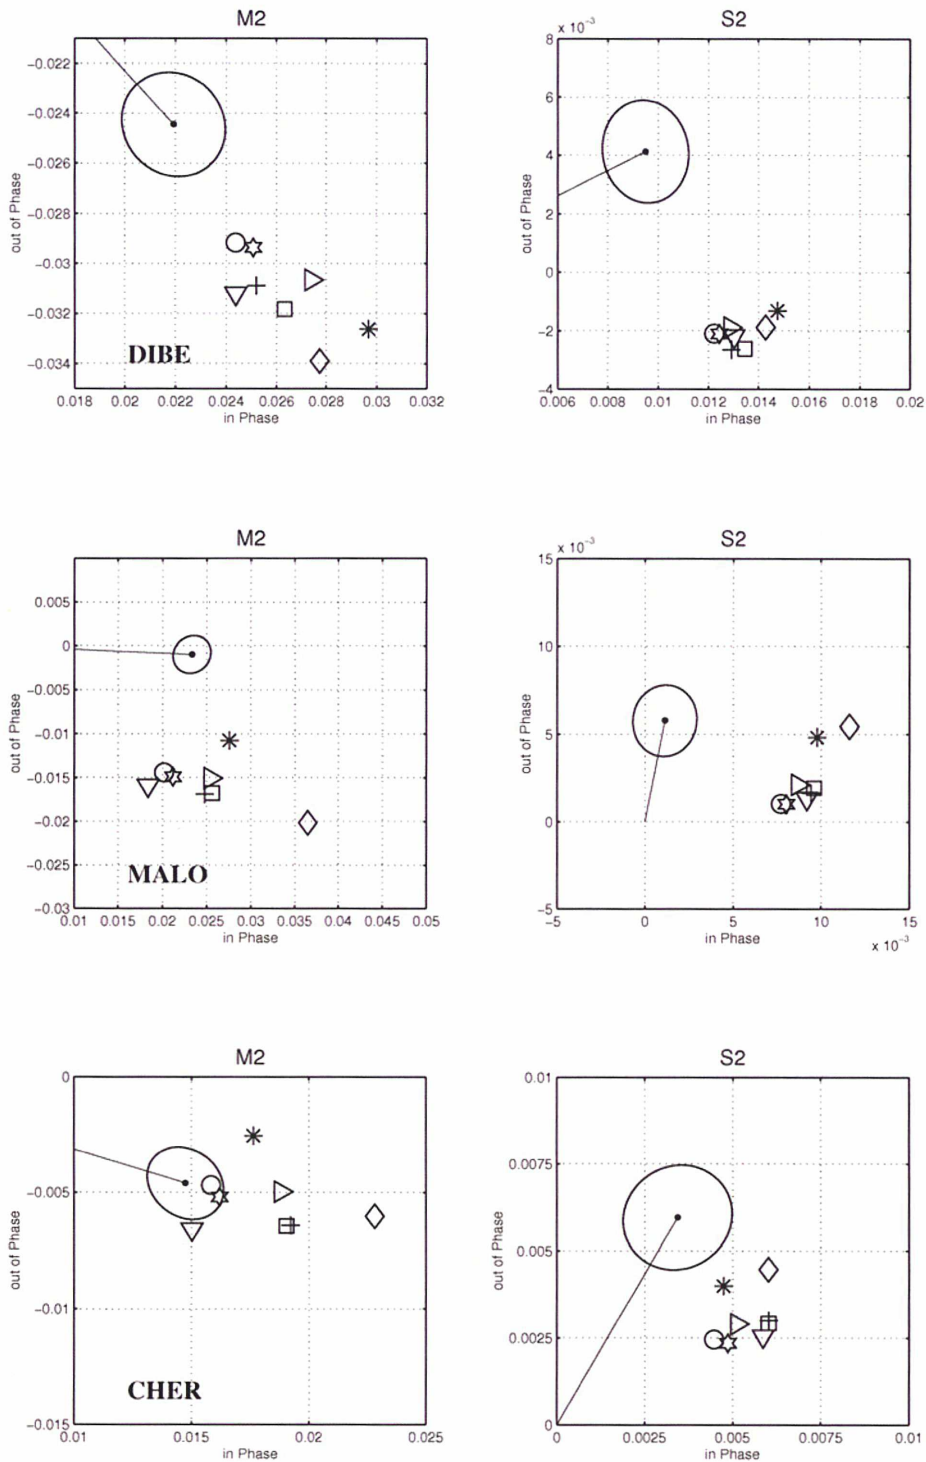 M2
−0.022
−0.024
−0.026
−0.028
−0.03
−0.032
−0.034
out of Phase
DIBE
0.018 0.02 0.022 0.024 0.026 0.028 0.03 0.032
in Phase
S2
x 10⁻³
8
6
4
2
0
−2
−4
out of Phase
0.006 0.008 0.01 0.012 0.014 0.016 0.018 0.02
in Phase
M2
0.005
0
−0.005
−0.01
−0.015
−0.02
−0.025
−0.03
out of Phase
MALO
0.01 0.015 0.02 0.025 0.03 0.035 0.04 0.045 0.05
in Phase
S2
x 10⁻³
15
10
5
0
−5
out of Phase
−5 0 5 10 15
in Phase
x 10⁻³
M2
0
−0.005
−0.01
−0.015
out of Phase
CHER
0.01 0.015 0.02 0.025
in Phase
S2
0.01
0.0075
0.005
0.0025
0
out of Phase
0 0.0025 0.005 0.0075 0.01
in Phase